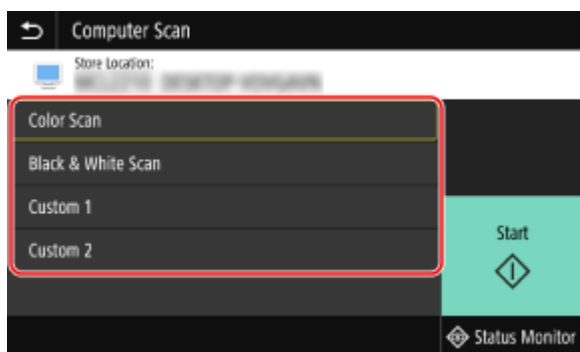 Computer Scan
Store Location:
Color Scan
Black & White Scan
Custom 1
Custom 2
Start
Status Monitor